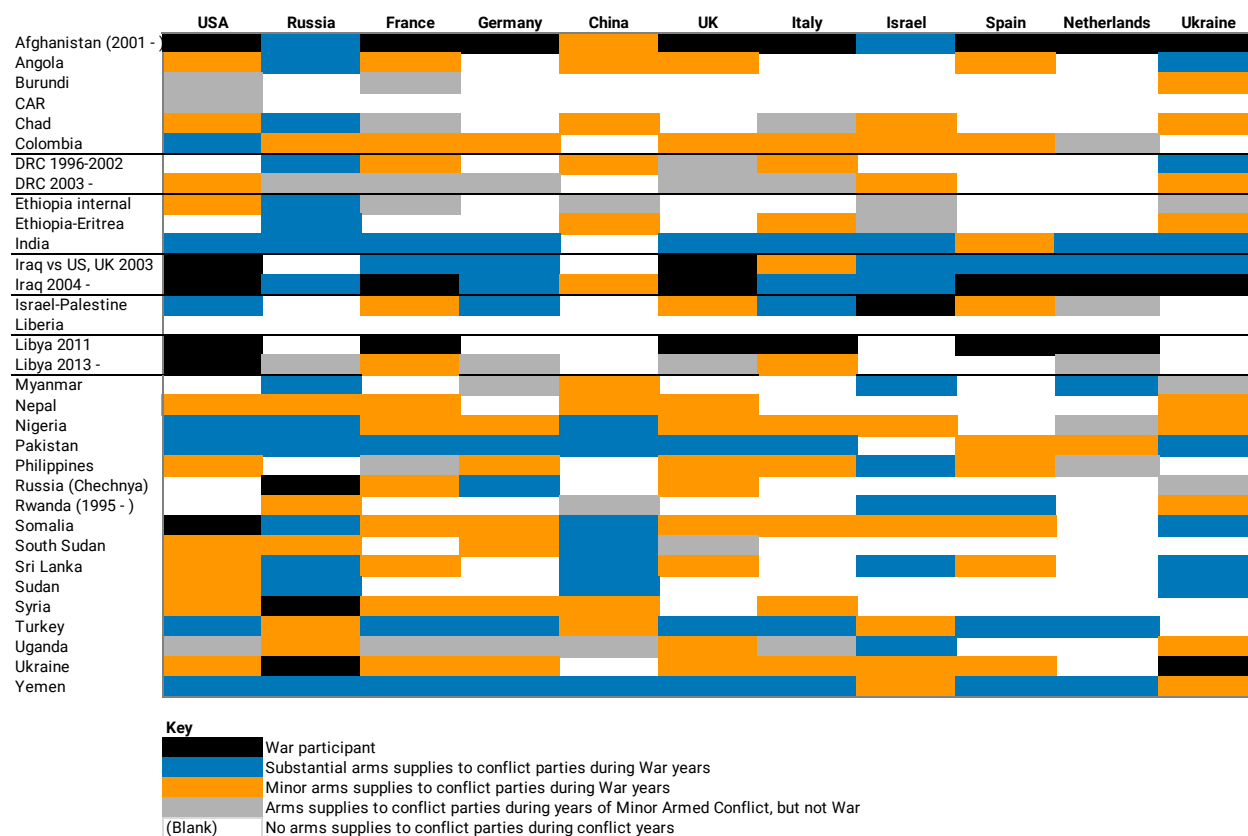 USA Russia France Germany China UK Italy Israel Spain Netherlands Ukraine
Afghanistan (2001 - )
Angola
Burundi
CAR
Chad
Colombia
DRC 1996-2002
DRC 2003 -
Ethiopia internal
Ethiopia-Eritrea
India
Iraq vs US, UK 2003
Iraq 2004 -
Israel-Palestine
Liberia
Libya 2011
Libya 2013 -
Myanmar
Nepal
Nigeria
Pakistan
Philippines
Russia (Chechnya)
Rwanda (1995 - )
Somalia
South Sudan
Sri Lanka
Sudan
Syria
Turkey
Uganda
Ukraine
Yemen
Key
War participant
Substantial arms supplies to conflict parties during War years
Minor arms supplies to conflict parties during War years
Arms supplies to conflict parties during years of Minor Armed Conflict, but not War
(Blank) No arms supplies to conflict parties during conflict years